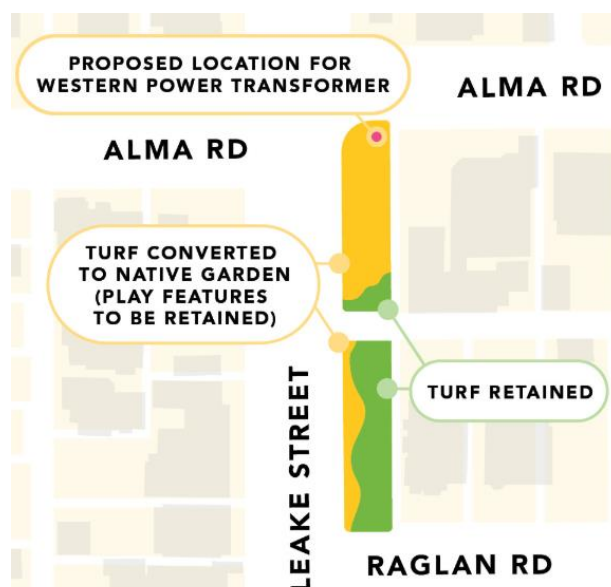 PROPOSED LOCATION FOR
WESTERN POWER TRANSFORMER
ALMA RD
ALMA RD
TURF CONVERTED
TO NATIVE GARDEN
(PLAY FEATURES
TO BE RETAINED)
TURF RETAINED
LEAKE STREET
RAGLAN RD